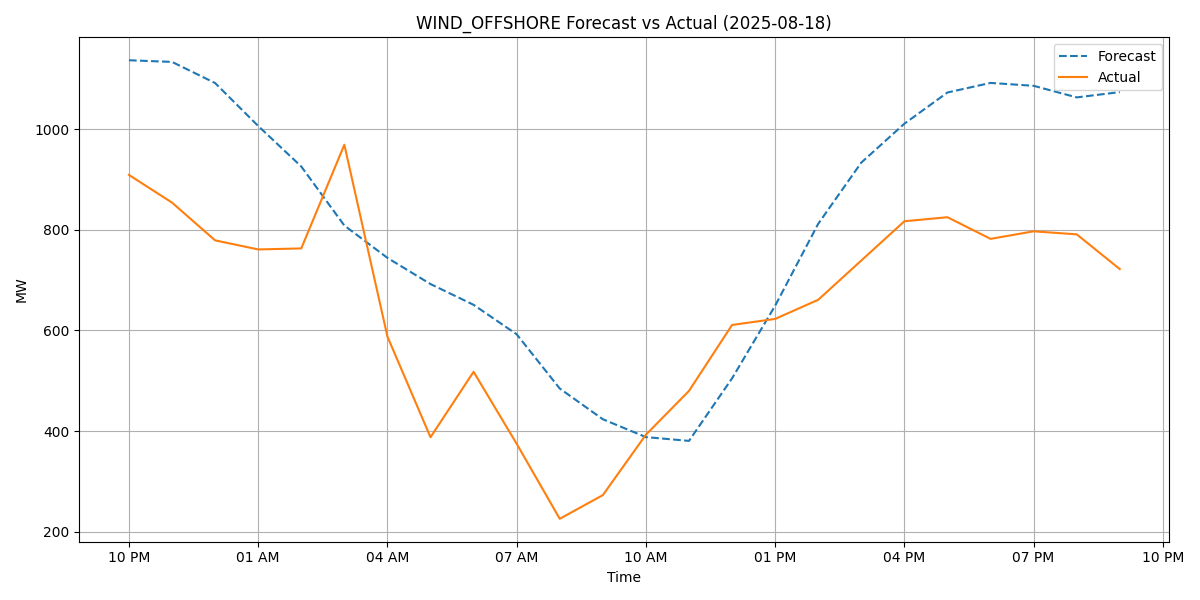 WIND_OFFSHORE Forecast vs Actual (2025-08-18)
Forecast
Actual
MW
1000
800
600
400
200
10 PM 01 AM 04 AM 07 AM 10 AM 01 PM 04 PM 07 PM 10 PM
Time